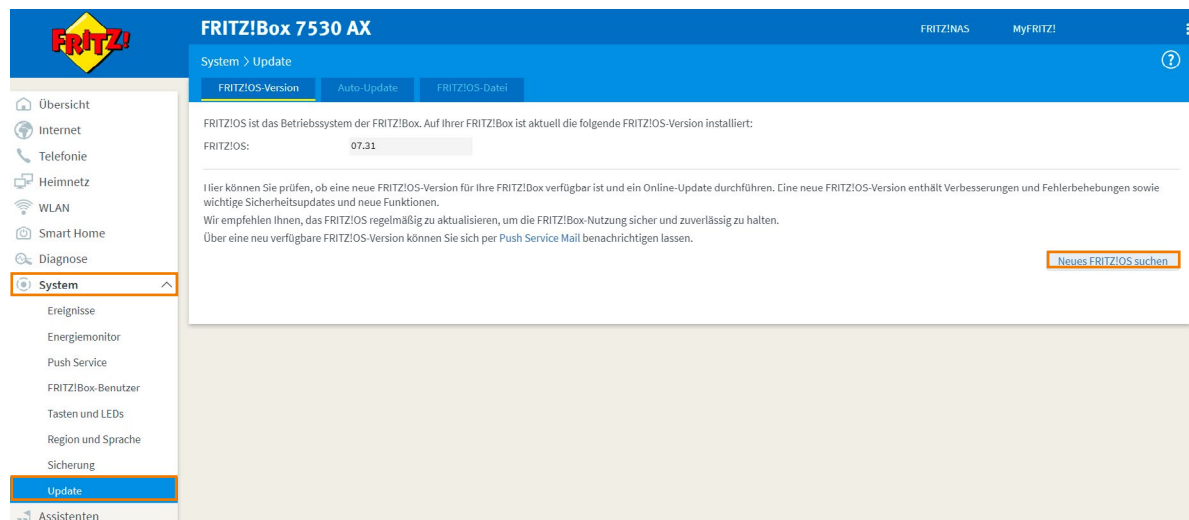 FRITZ!
FRITZ!Box 7530 AX
FRITZ!NAS
MyFRITZ!
System > Update
FRITZ!OS-Version
Auto-Update
FRITZ!OS-Datei
Übersicht
Internet
Telefonie
Heimnetz
WLAN
Smart Home
Diagnose
System
Ereignisse
Energiemonitor
Push Service
FRITZ!Box-Benutzer
Tasten und LEDs
Region und Sprache
Sicherung
Update
Assistenten
FRITZ!OS ist das Betriebssystem der FRITZ!Box. Auf Ihrer FRITZ!Box ist aktuell die folgende FRITZ!OS-Version installiert:
FRITZ!OS: 07.31
Hier können Sie prüfen, ob eine neue FRITZ!OS-Version für Ihre FRITZ!Box verfügbar ist und ein Online-Update durchführen. Eine neue FRITZ!OS-Version enthält Verbesserungen und Fehlerbehebungen sowie
wichtige Sicherheitsupdates und neue Funktionen.
Wir empfehlen Ihnen, das FRITZ!OS regelmäßig zu aktualisieren, um die FRITZ!Box-Nutzung sicher und zuverlässig zu halten.
Über eine neu verfügbare FRITZ!OS-Version können Sie sich per Push Service Mail benachrichtigen lassen.
Neues FRITZ!OS suchen